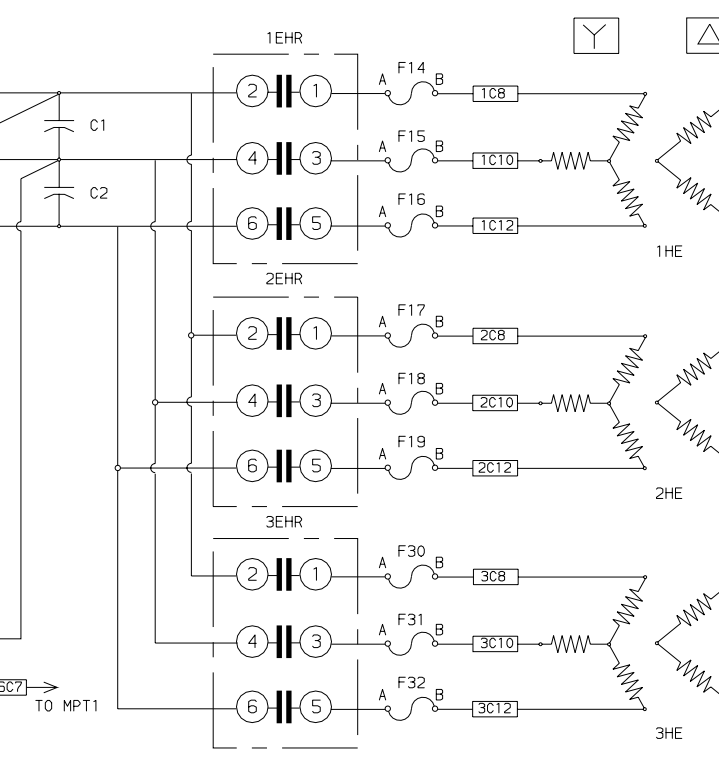 1EHR
2 1 A F14 B 1C8
C1
4 3 A F15 B 1C10
C2
6 5 A F16 B 1C12
1HE
2EHR
2 1 A F17 B 2C8
4 3 A F18 B 2C10
6 5 A F19 B 2C12
2HE
3EHR
2 1 A F30 B 3C8
4 3 A F31 B 3C10
6 5 A F32 B 3C12
TO MPT1
3HE